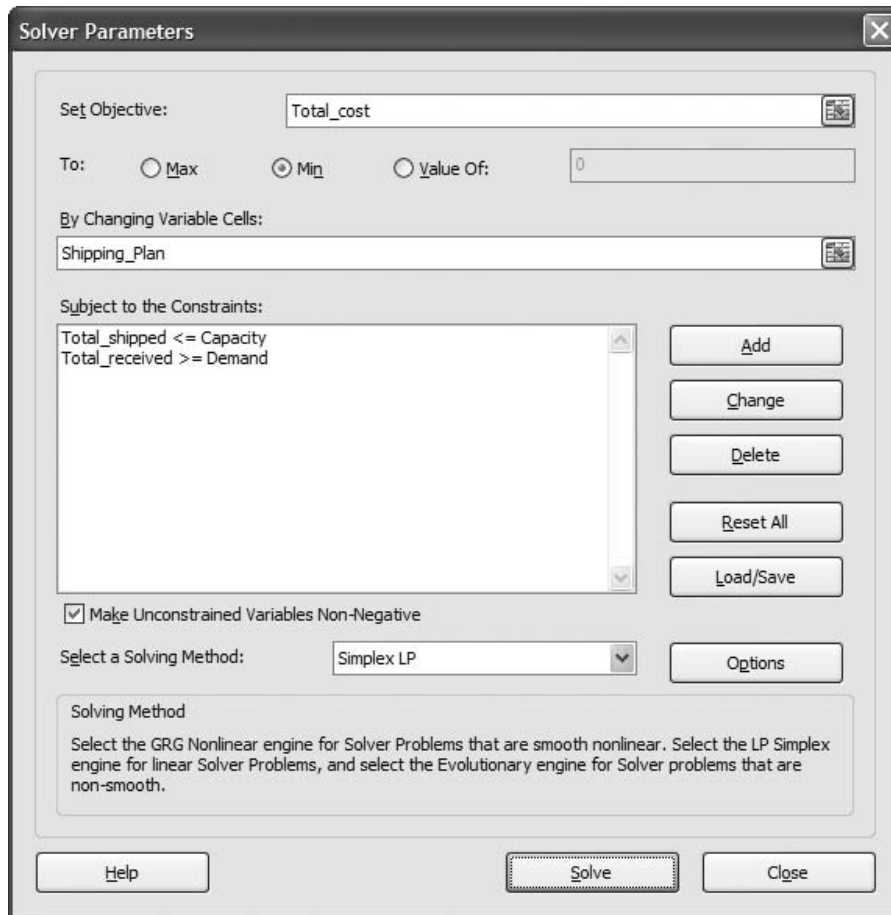 Solver Parameters
Set Objective: Total_cost
To: Max Min Value Of: 0
By Changing Variable Cells:
Shipping_Plan
Subject to the Constraints:
Total_shipped <= Capacity
Total_received >= Demand
Add
Change
Delete
Reset All
Load/Save
Make Unconstrained Variables Non-Negative
Select a Solving Method: Simplex LP Options
Solving Method
Select the GRG Nonlinear engine for Solver Problems that are smooth nonlinear. Select the LP Simplex
engine for linear Solver Problems, and select the Evolutionary engine for Solver problems that are
non-smooth.
Help Solve Close